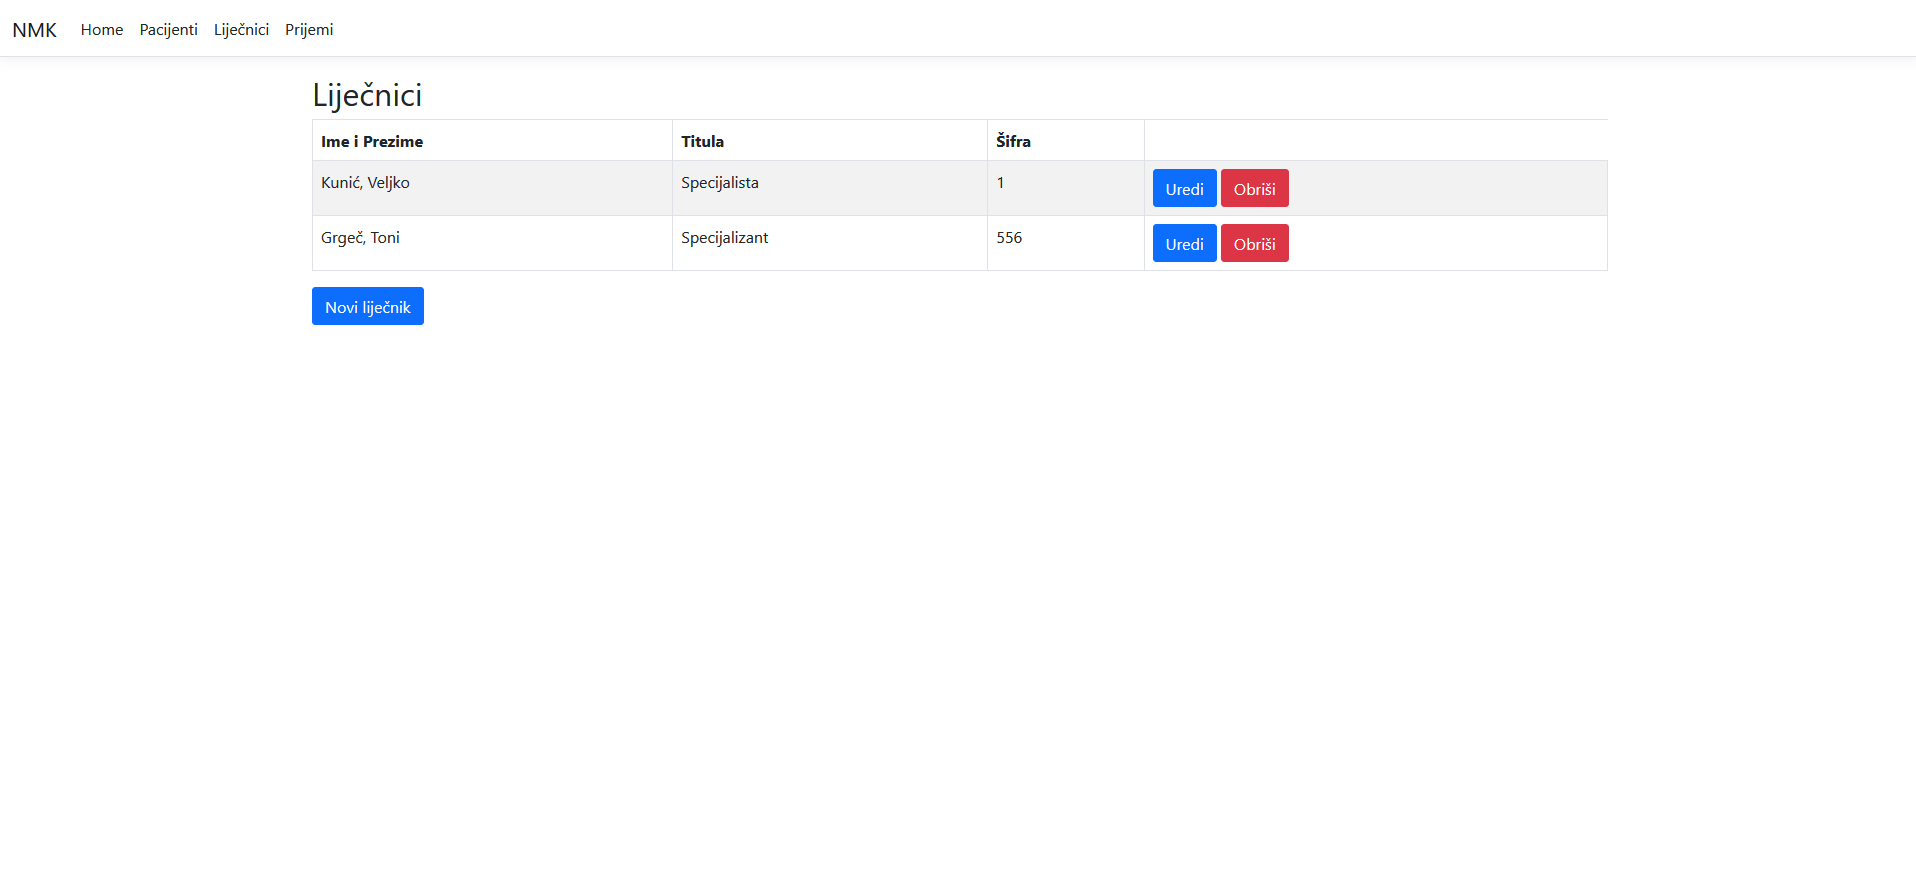 NMK Home Pacijenti Liječnici Prijemi
Liječnici
Ime i Prezime Titula Šifra
Kunić, Veljko Specijalista 1 Uredi Obriši
Grgeč, Toni Specijalizant 556 Uredi Obriši
Novi liječnik